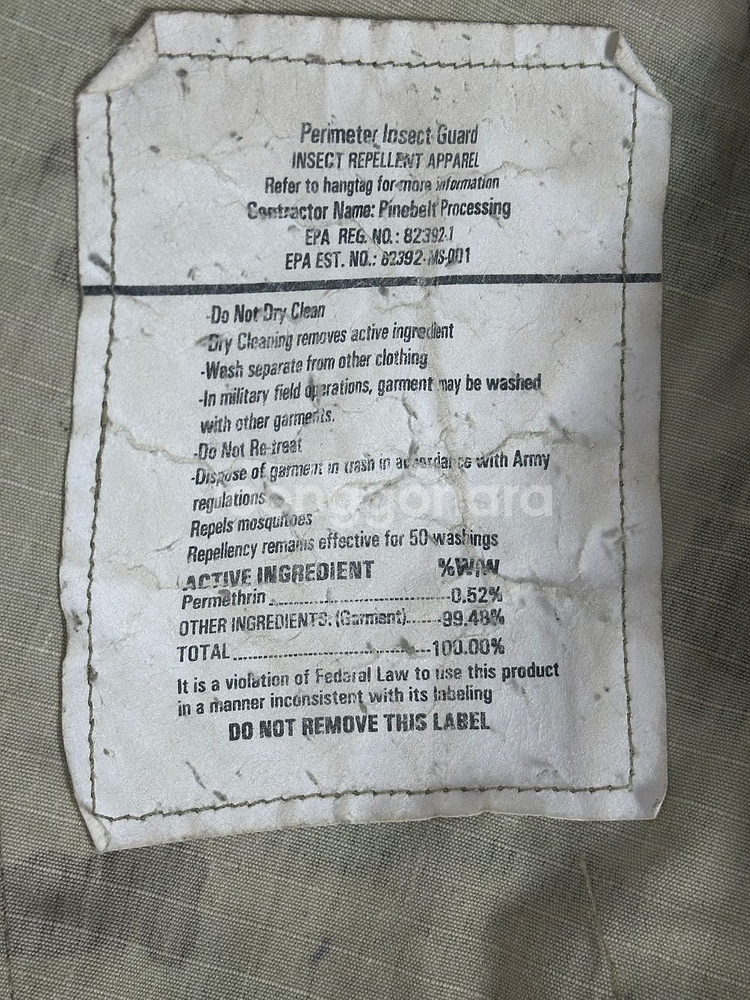 Perimeter Insect Guard
INSECT REPELLENT APPAREL
Refer to hangtag for more information
Contractor Name: Pinebelt Processing
EPA REG. NO.: 82392-1
EPA EST. NO.: 82392-MS-001
-Do Not Dry Clean
-Dry Cleaning removes active ingredient
-Wash separate from other clothing
-In military field operations, garment may be washed
with other garments.
-Do Not Re-treat
-Dispose of garment in trash in accordance with Army
regulations
Repels mosquitoes
Repellency remains effective for 50 washings
ACTIVE INGREDIENT %W/W
Permethrin.........................0.52%
OTHER INGREDIENTS: (Garment)......99.48%
TOTAL.............................100.00%
It is a violation of Federal Law to use this product
in a manner inconsistent with its labeling
DO NOT REMOVE THIS LABEL